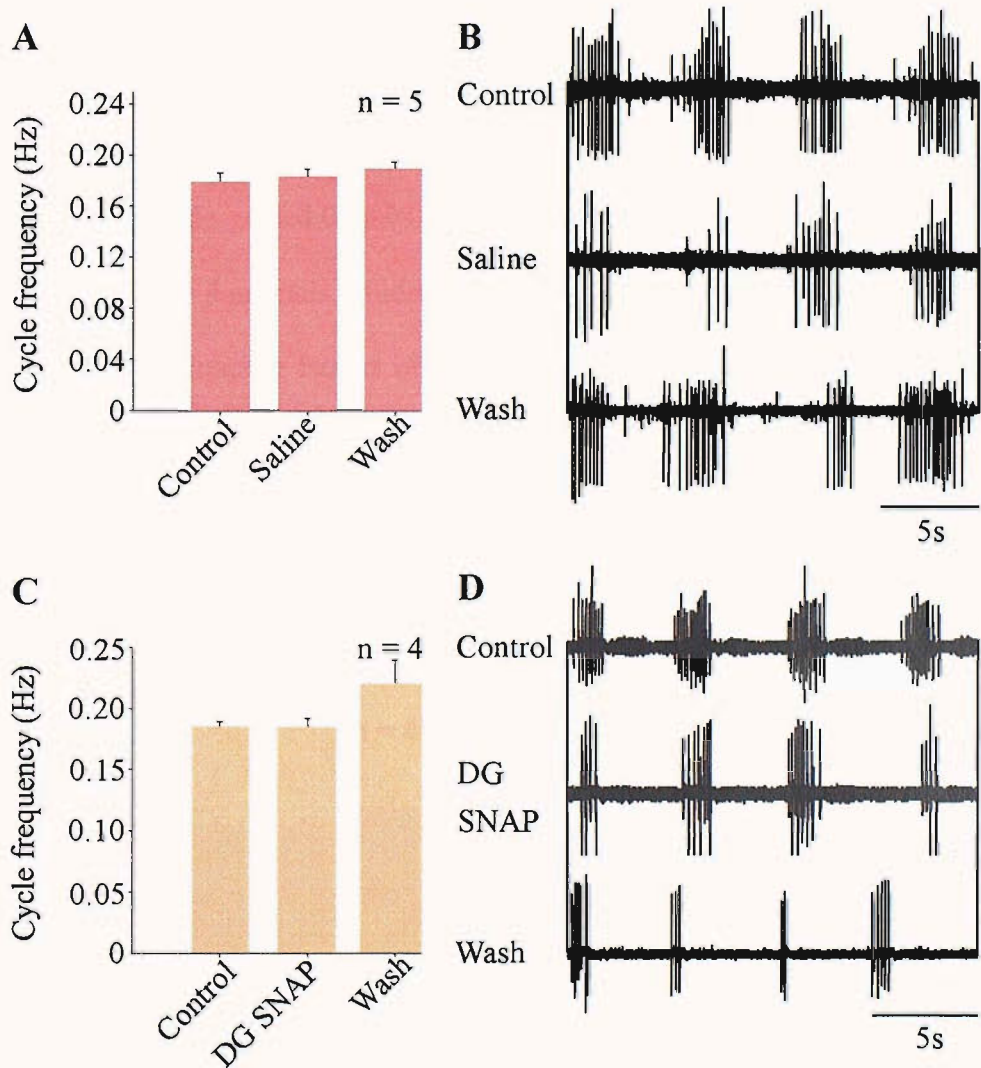 A
Cycle frequency (Hz)
0.24
0.20
0.16
0.12
0.08
0.04
0
n = 5
Control
Saline
Wash
B
Control
Saline
Wash
5s
C
Cycle frequency (Hz)
0.25
0.20
0.15
0.10
0.05
0
n = 4
Control
DG SNAP
Wash
D
Control
DG
SNAP
Wash
5s